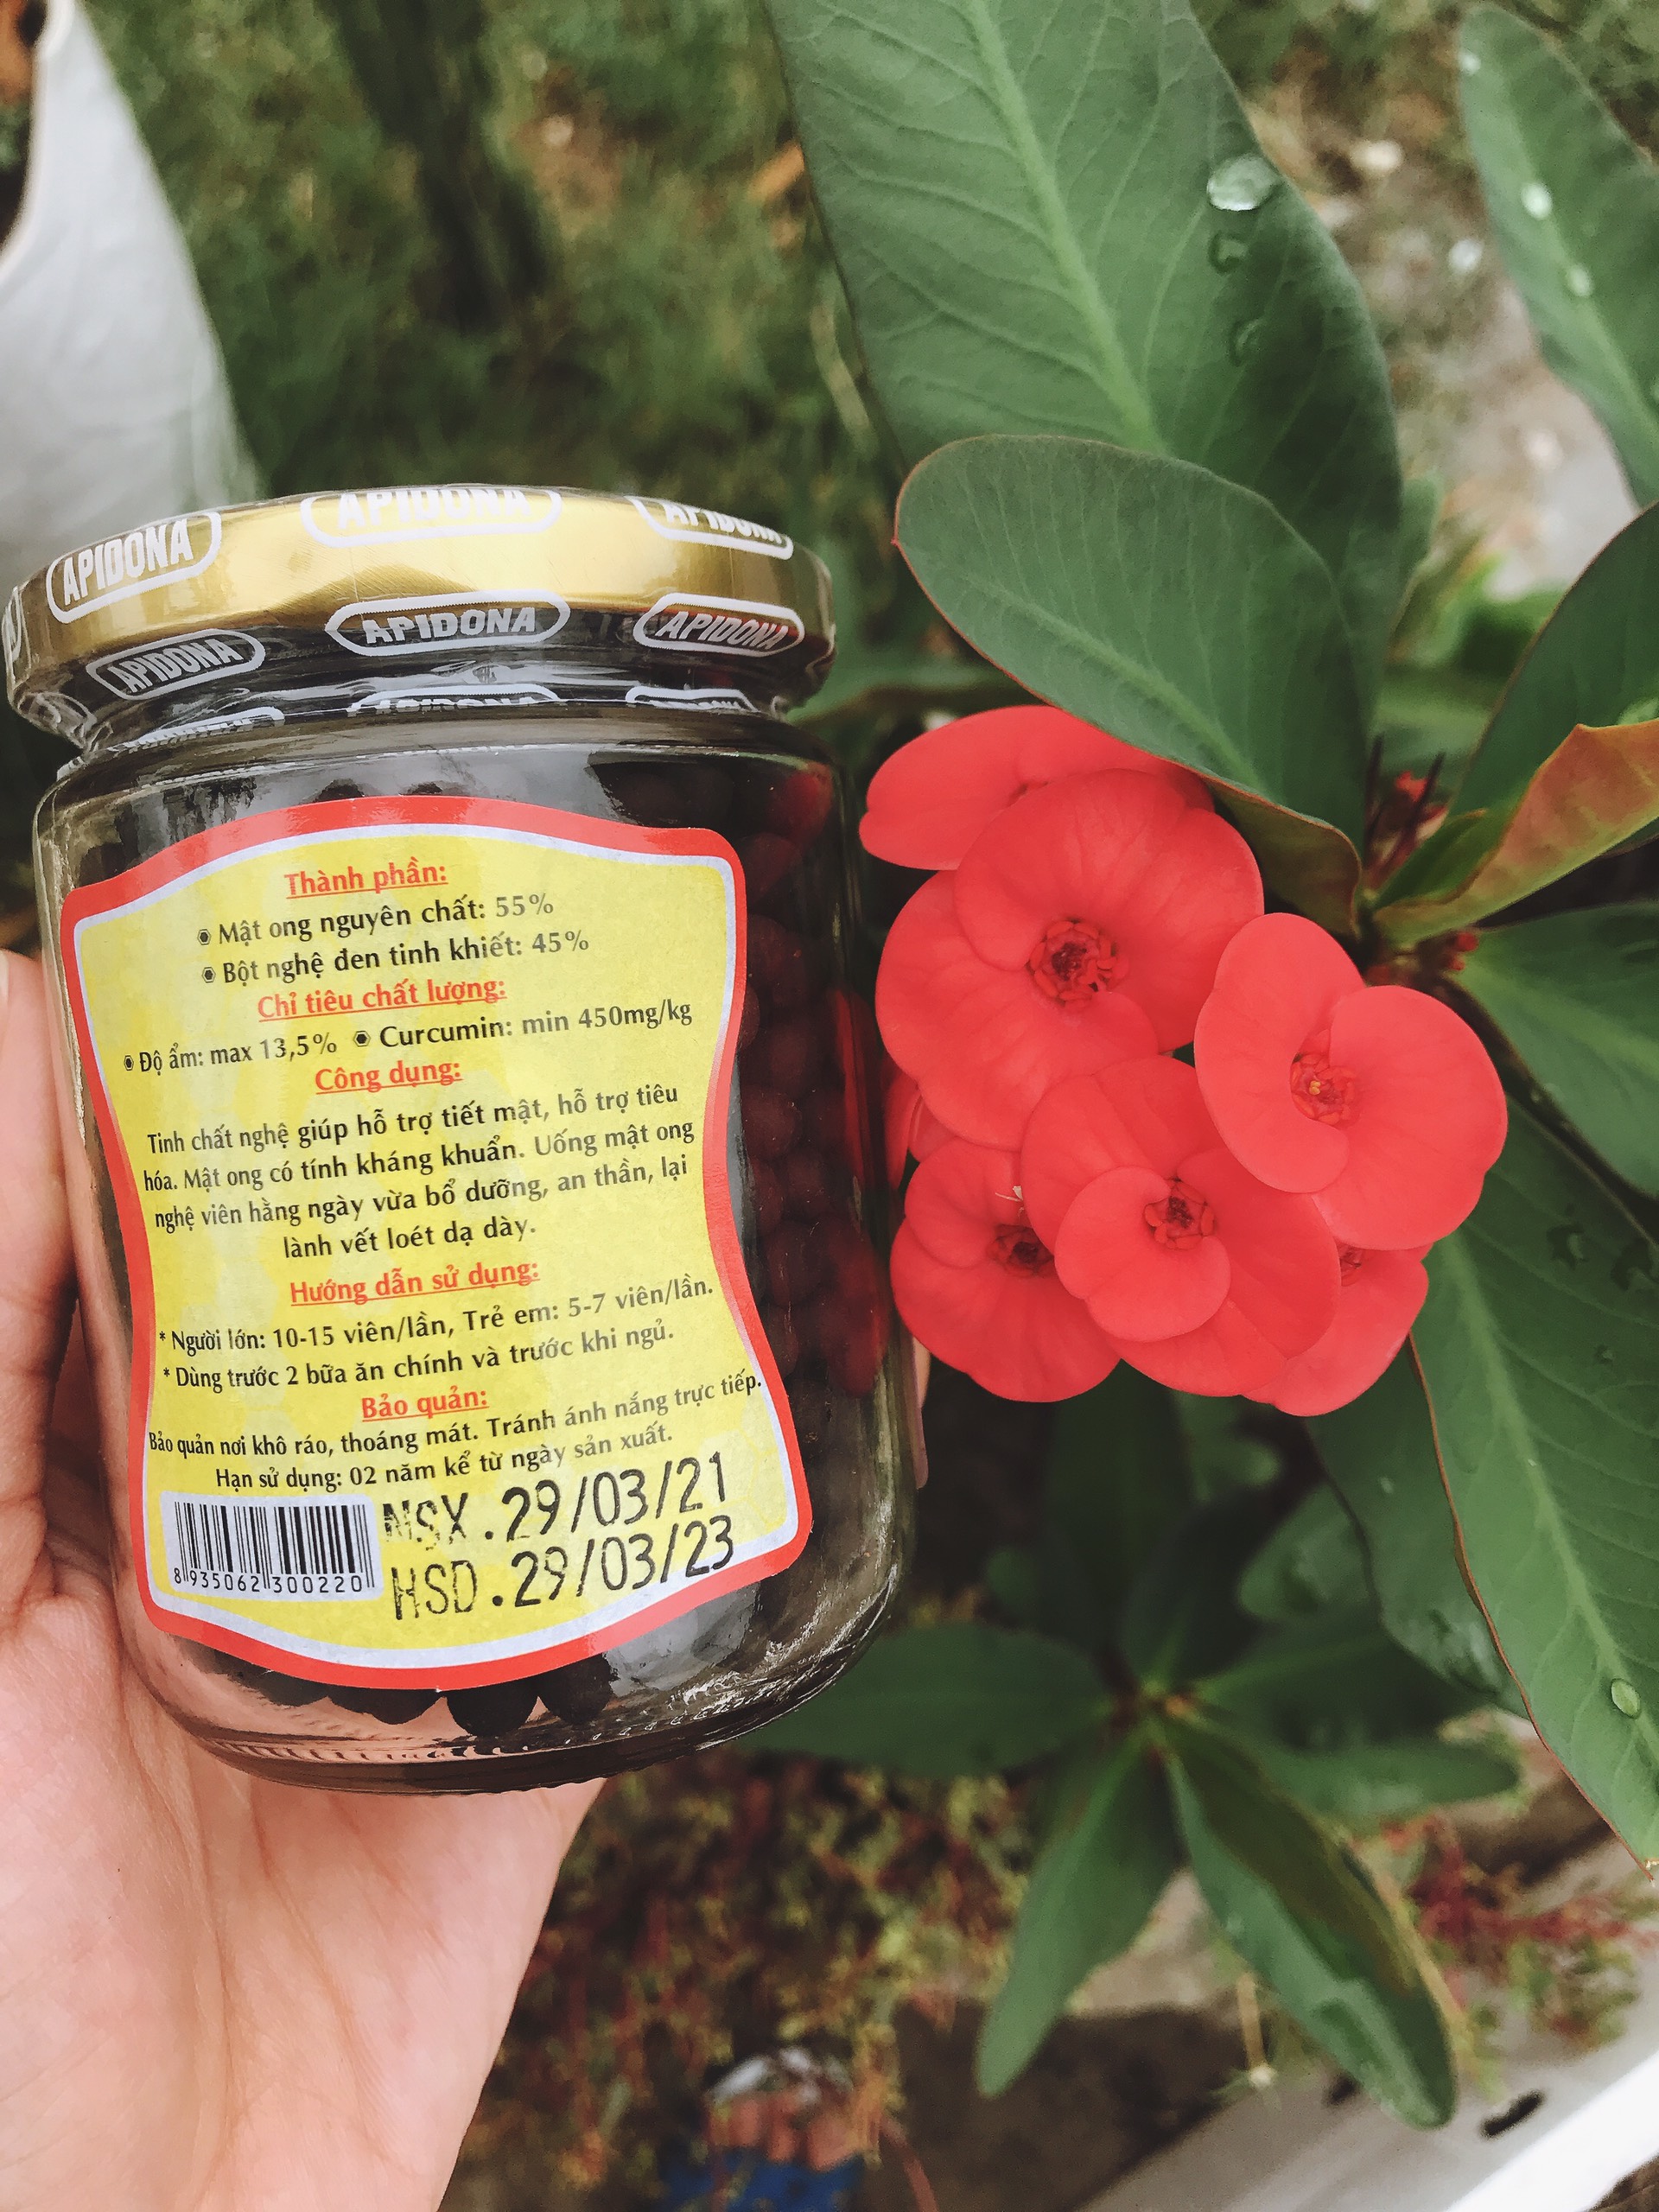 APIDONA APIDONA APIDONA
APIDONA APIDONA APIDONA
APIDONA
Thành phần:
Mật ong nguyên chất: 55%
Bột nghệ đen tinh khiết: 45%
Chỉ tiêu chất lượng:
Độ ẩm: max 13,5% Curcumin: min 450mg/kg
Công dụng:
Tinh chất nghệ giúp hỗ trợ tiết mật, hỗ trợ tiêu
hóa. Mật ong có tính kháng khuẩn. Uống mật ong
nghệ viên hằng ngày vừa bổ dưỡng, an thần, lại
lành vết loét dạ dày.
Hướng dẫn sử dụng:
* Người lớn: 10-15 viên/lần, Trẻ em: 5-7 viên/lần.
* Dùng trước 2 bữa ăn chính và trước khi ngủ.
Bảo quản:
Bảo quản nơi khô ráo, thoáng mát. Tránh ánh nắng trực tiếp.
Hạn sử dụng: 02 năm kể từ ngày sản xuất.
NSX.29/03/21
HSD.29/03/23
8 935062 300220